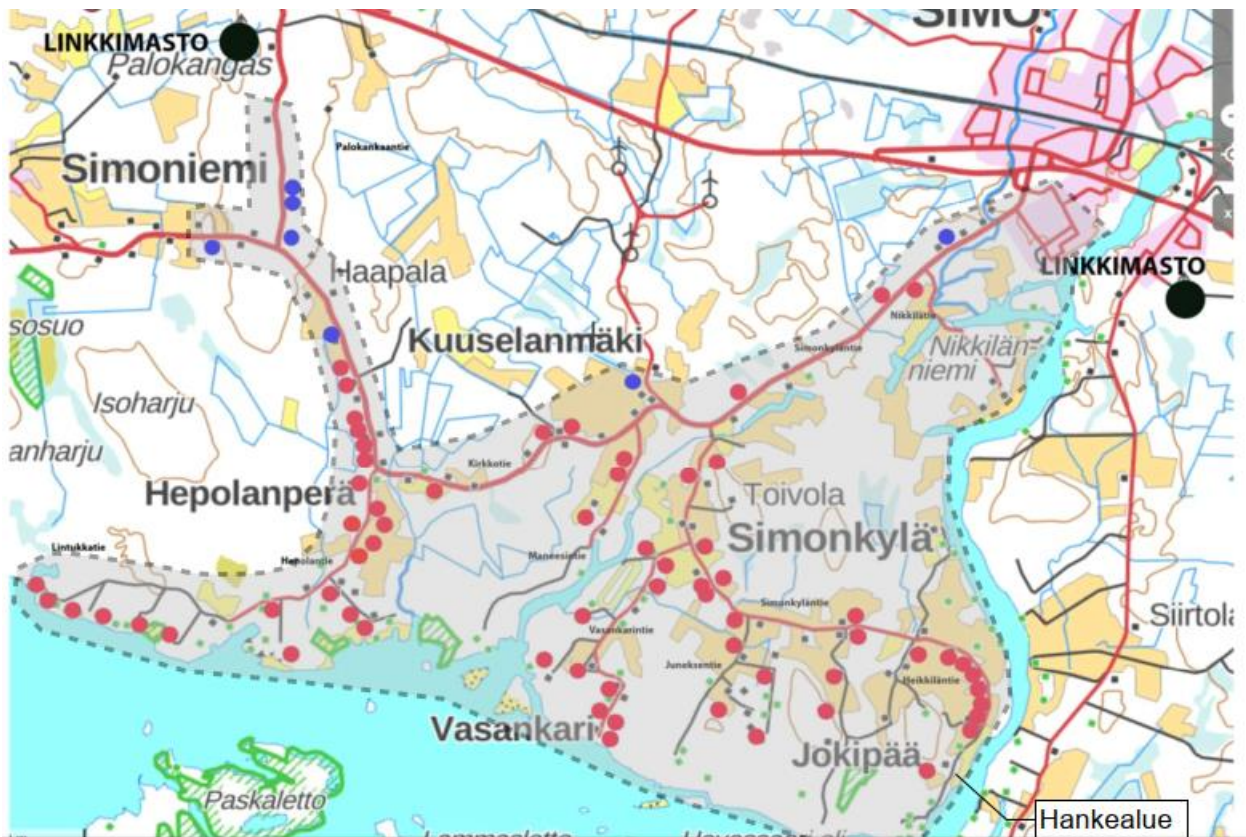 SIMO
LINKKIMASTO
Palokangas
Palokankaantie
Simoniemi
Haapala
LINKKIMASTO
Nikkilätie
sosuo
Kuuselanmäki
Simonkyläntie
Nikkilän-
niemi
Isoharju
anharju
Kirkkotie
Hepolanperä
Toivola
Simonkylä
Lintukkatie
Hepolantie
Maneesintie
Simonkyläntie
Siirtola
Vasankarintie
Juneksentie
Heikkiläntie
Vasankari
Jokipää
Paskaletto
Hankealue